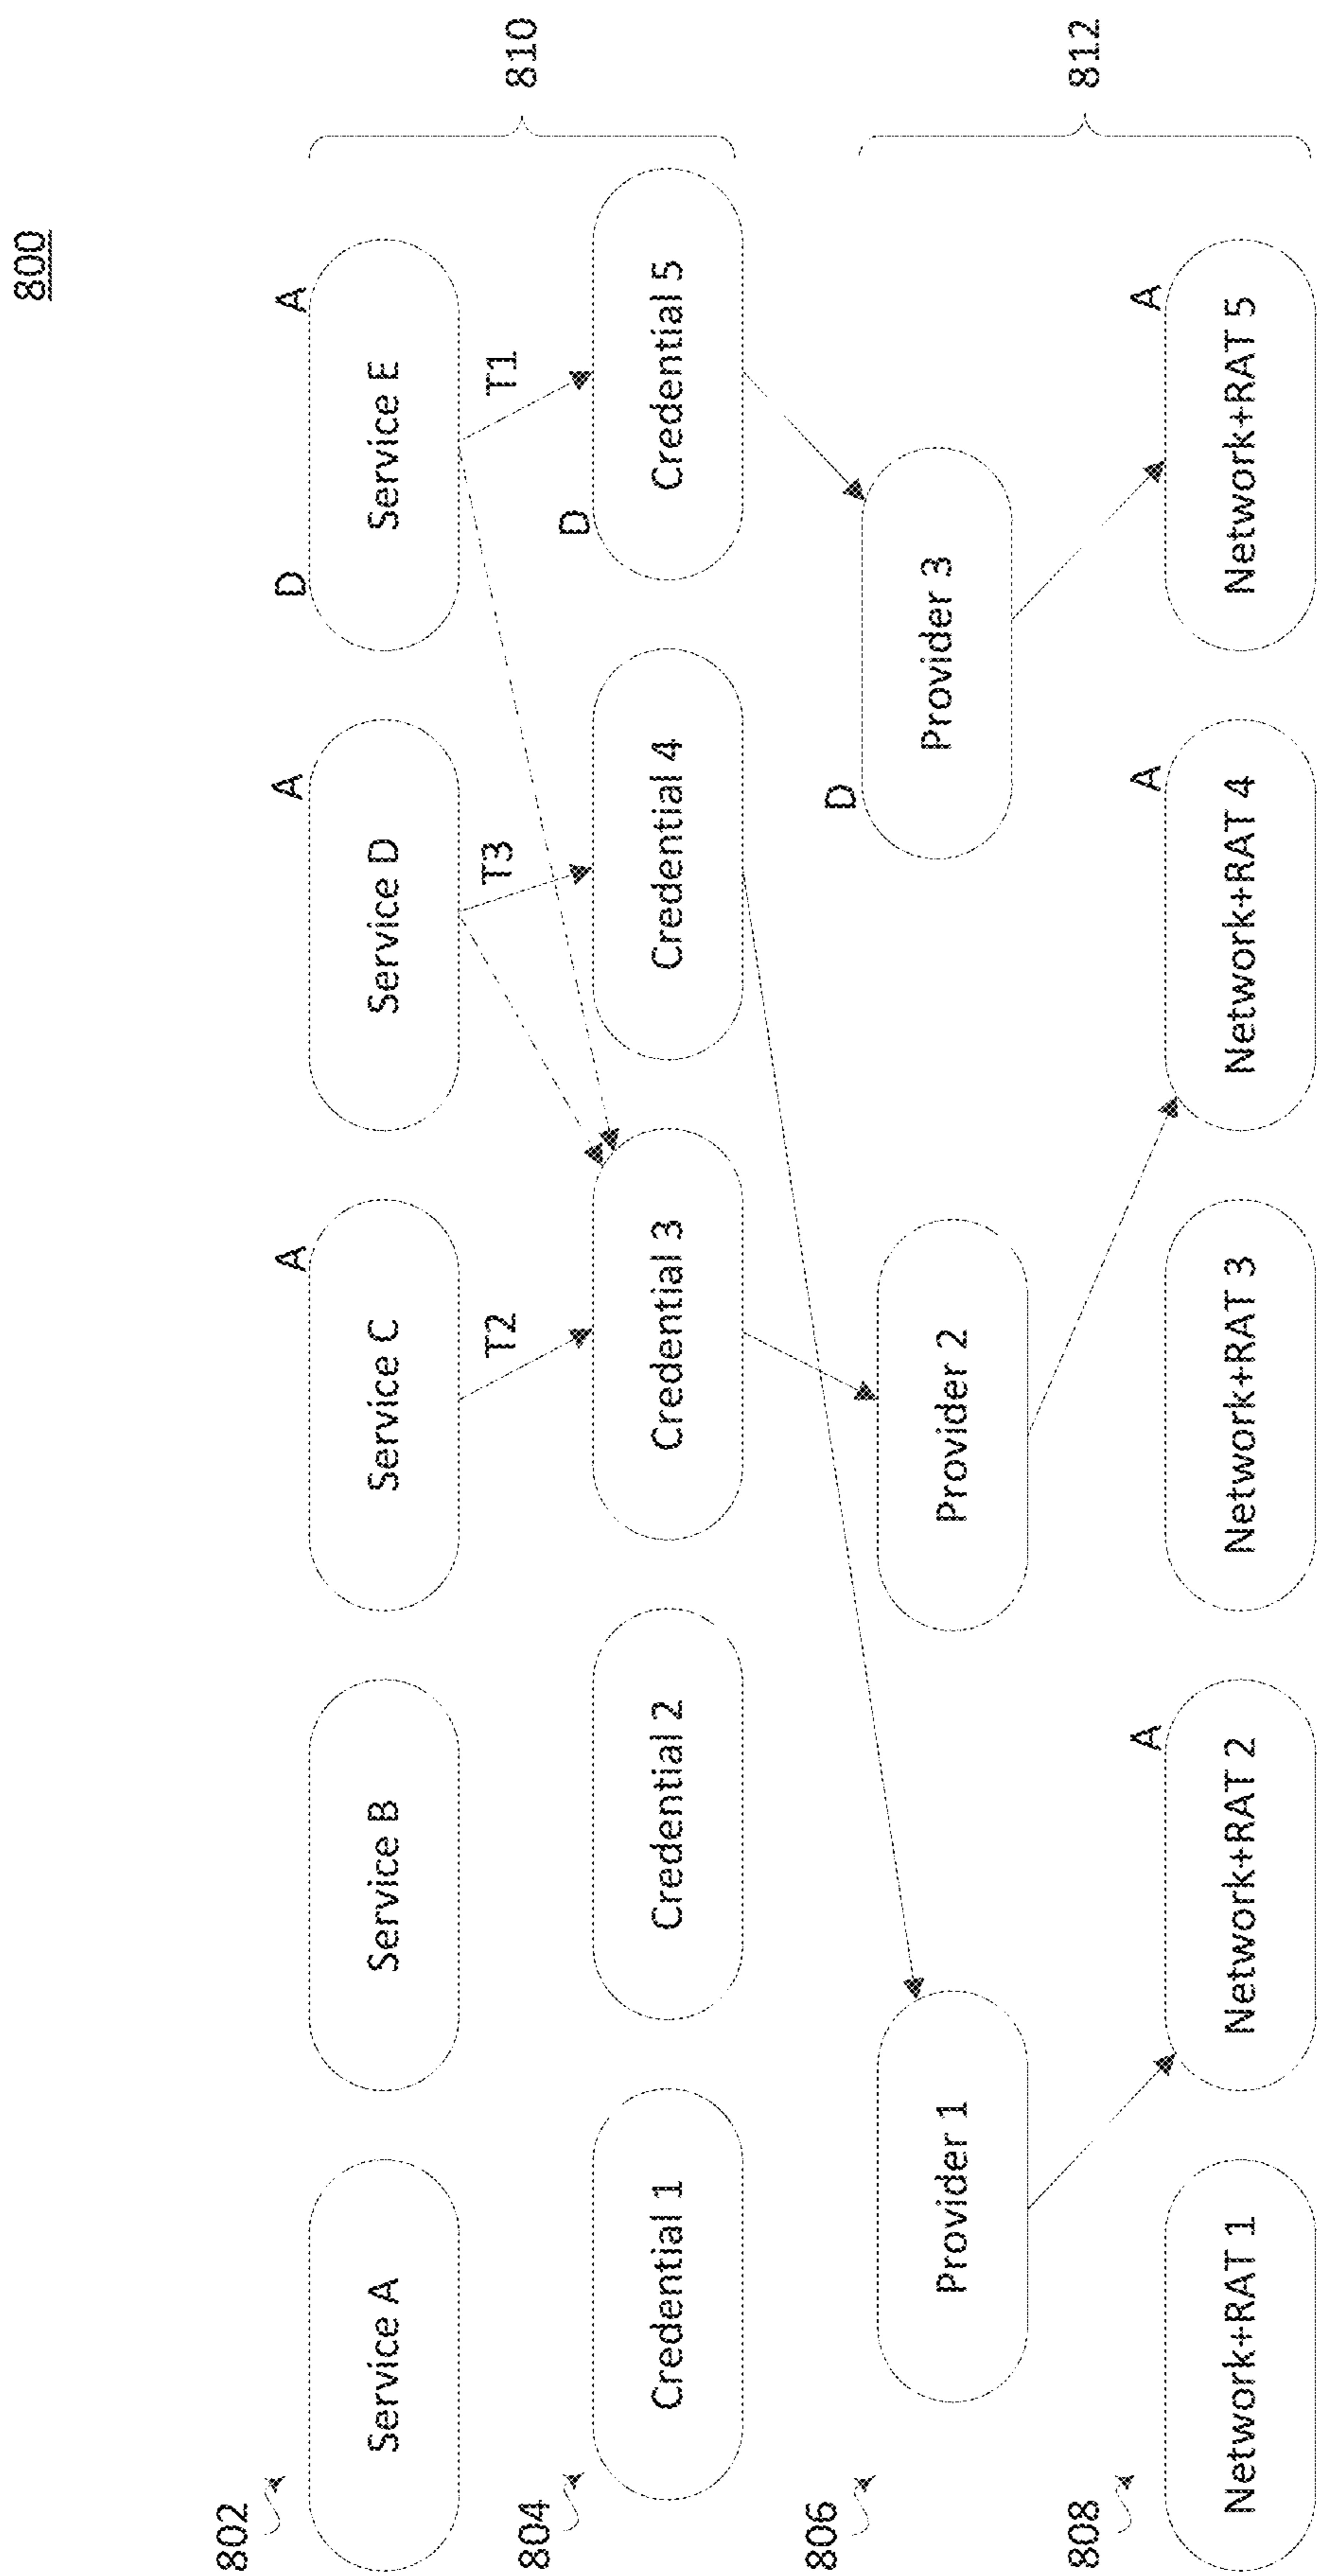 800
802
Service A
Service B
Service C
A
Service D
A
D
Service E
A
810
T2
T3
T1
804
Credential 1
Credential 2
Credential 3
Credential 4
D
Credential 5
806
Provider 1
Provider 2
D
Provider 3
812
808
Network+RAT 1
Network+RAT 2
A
Network+RAT 3
Network+RAT 4
A
Network+RAT 5
A